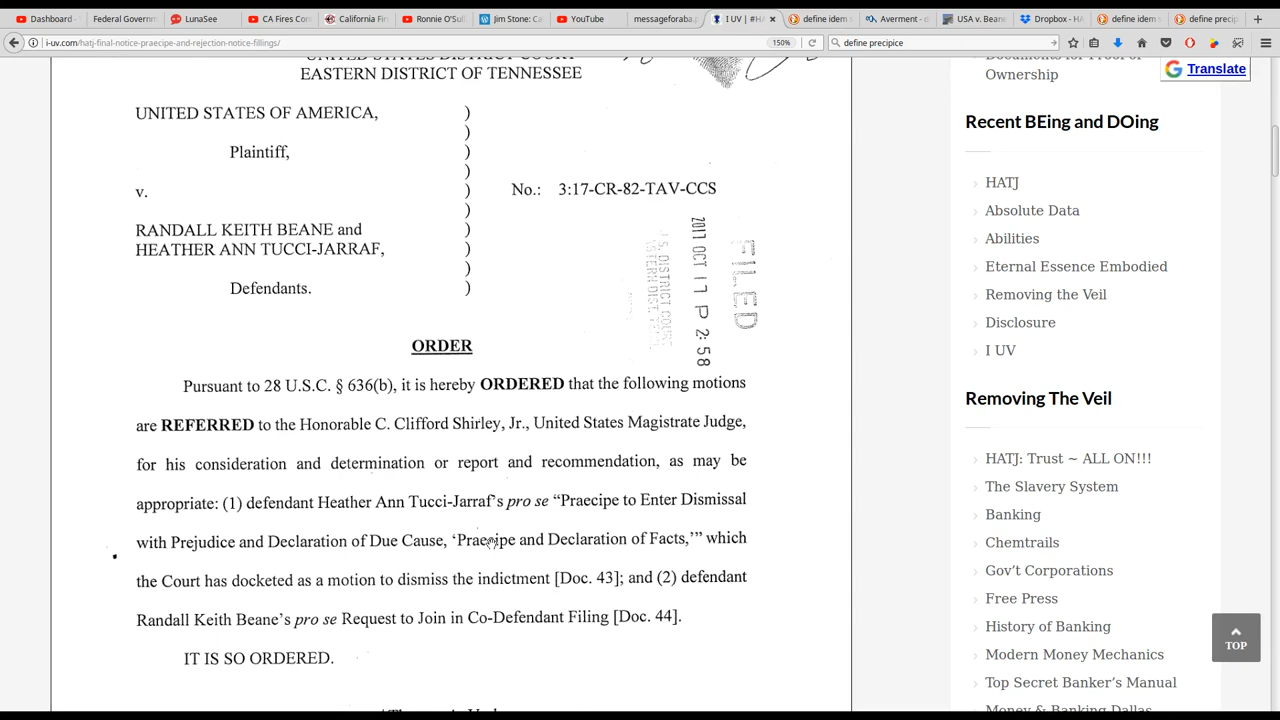 Dashboard
Federal Governm
LunaSee
CA Fires Con
California Fires
Ronnie O'Sul
Jim Stone: Ca
YouTube
messageforaba.p
I UV | #HA
define idem s
Averment - de
USA v. Beane
Dropbox - HA
define idem s
define precip
i-uv.com/hatj-final-notice-praecipe-and-rejection-notice-fillings/
150%
define precipice
Translate
UNITED STATES DISTRICT COURT
EASTERN DISTRICT OF TENNESSEE
UNITED STATES OF AMERICA, )
)
Plaintiff, )
)
v. ) No.: 3:17-CR-82-TAV-CCS
)
RANDALL KEITH BEANE and )
HEATHER ANN TUCCI-JARRAF, )
)
Defendants. )
FILED
2017 OCT 17 P 2:58
U.S. DISTRICT COURT
ORDER
Pursuant to 28 U.S.C. § 636(b), it is hereby ORDERED that the following motions
are REFERRED to the Honorable C. Clifford Shirley, Jr., United States Magistrate Judge,
for his consideration and determination or report and recommendation, as may be
appropriate: (1) defendant Heather Ann Tucci-Jarraf's pro se “Praecipe to Enter Dismissal
with Prejudice and Declaration of Due Cause, ‘Praecipe and Declaration of Facts,’” which
the Court has docketed as a motion to dismiss the indictment [Doc. 43]; and (2) defendant
Randall Keith Beane's pro se Request to Join in Co-Defendant Filing [Doc. 44].
IT IS SO ORDERED.
Documents for Proof of
Ownership
Recent BEing and DOing
HATJ
Absolute Data
Abilities
Eternal Essence Embodied
Removing the Veil
Disclosure
I UV
Removing The Veil
HATJ: Trust ~ ALL ON!!!
The Slavery System
Banking
Chemtrails
Gov't Corporations
Free Press
History of Banking
Modern Money Mechanics
Top Secret Banker's Manual
Money & Banking Dallas
TOP